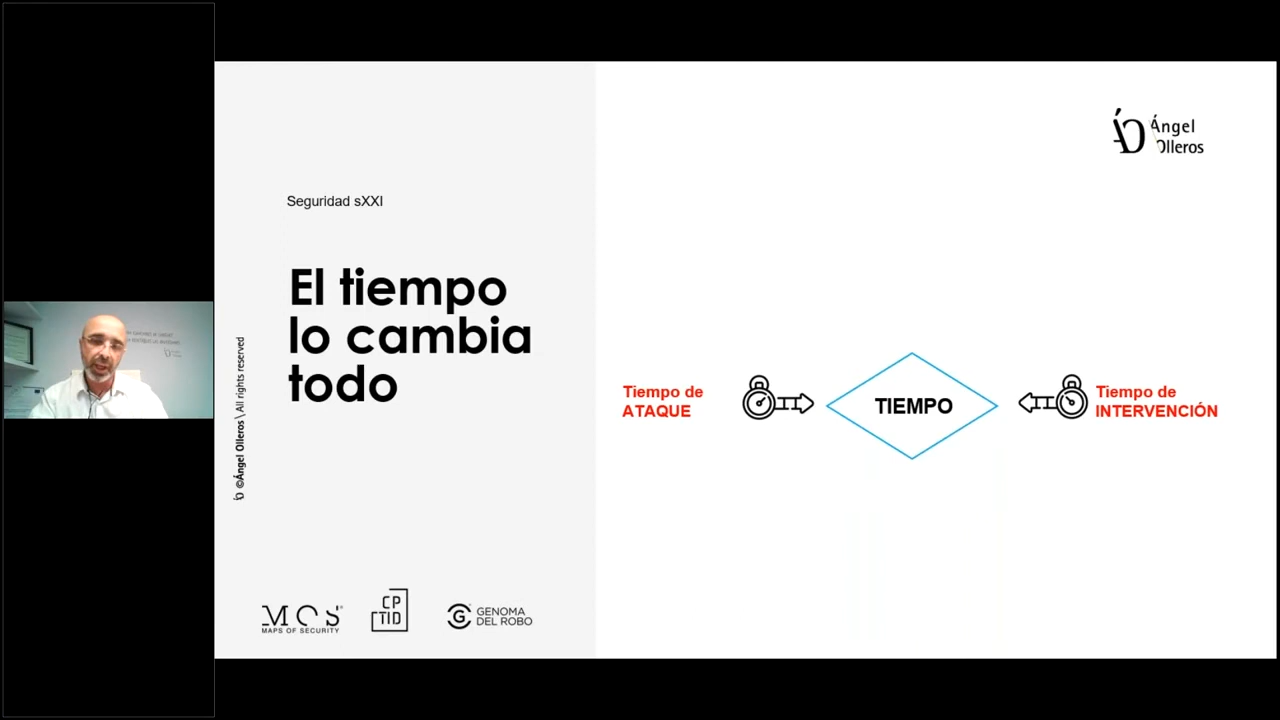 Ángel
Olleros
Seguridad sXXI
El tiempo
lo cambia
todo
©Ángel Olleros \ All rights reserved
Tiempo de
ATAQUE
TIEMPO
Tiempo de
INTERVENCIÓN
MOS
MAPS OF SECURITY
CP
TID
G
GENOMA
DEL ROBO